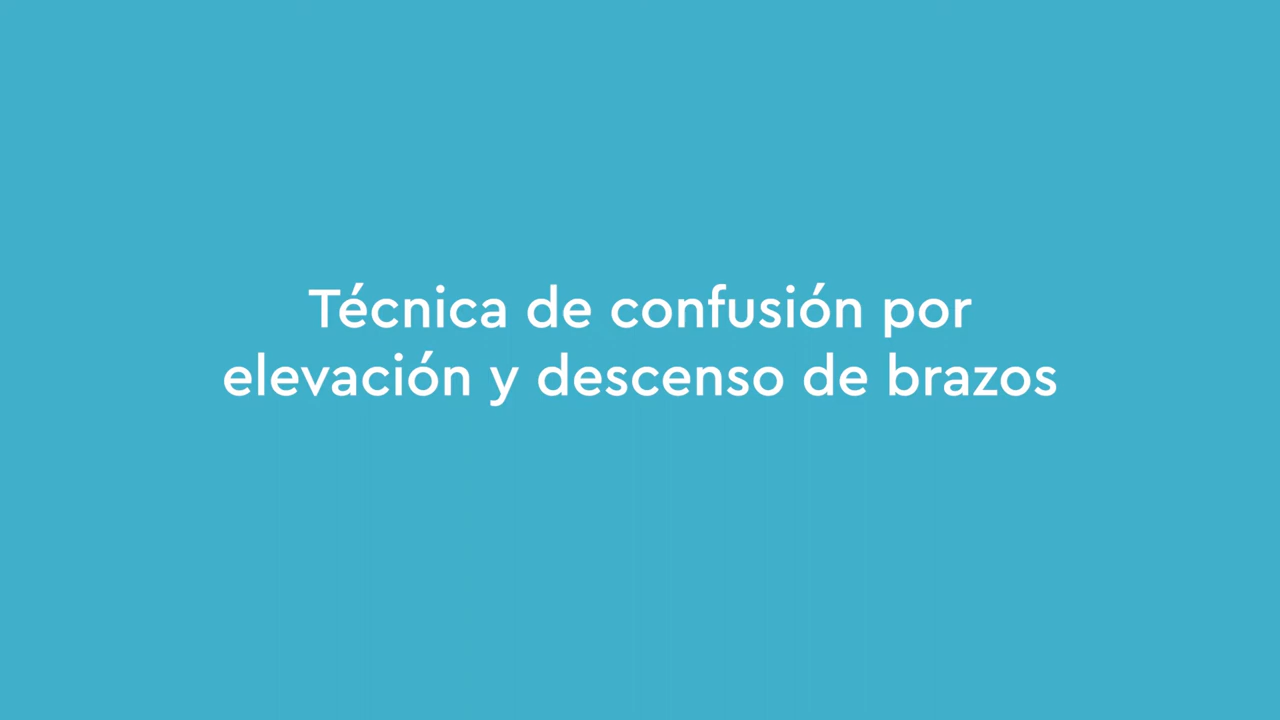 Técnica de confusión por
elevación y descenso de brazos